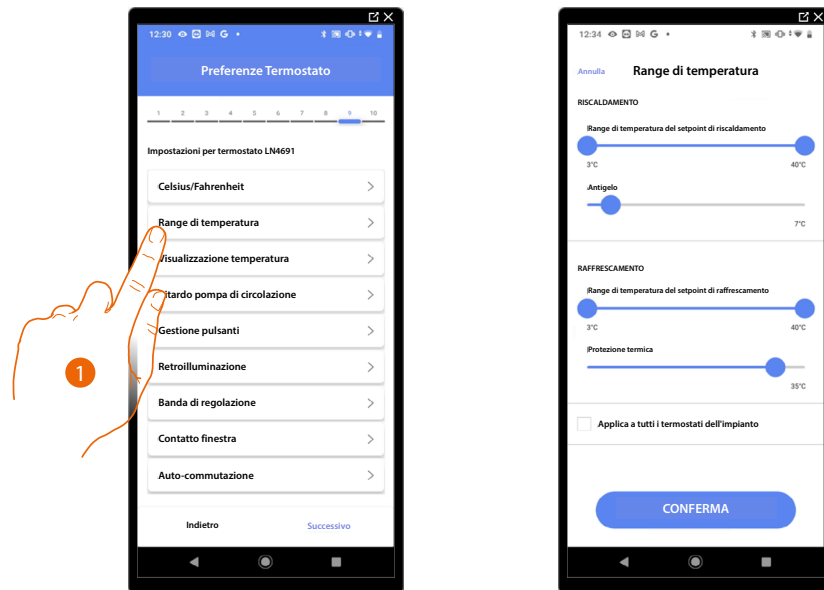 12:30 G
Preferenze Termostato
1 2 3 4 5 6 7 8 9 10
Impostazioni per termostato LN4691
Celsius/Fahrenheit
Range di temperatura
Visualizzazione temperatura
itardo pompa di circolazione
Gestione pulsanti
Retroilluminazione
Banda di regolazione
Contatto finestra
Auto-commutazione
Indietro Successivo
1
12:34 G
Annulla Range di temperatura
RISCALDAMENTO
Range di temperatura del setpoint di riscaldamento
3°C 40°C
Antigelo
7°C
RAFFRESCAMENTO
Range di temperatura del setpoint di raffrescamento
3°C 40°C
Protezione termica
35°C
Applica a tutti i termostati dell'impianto
CONFERMA